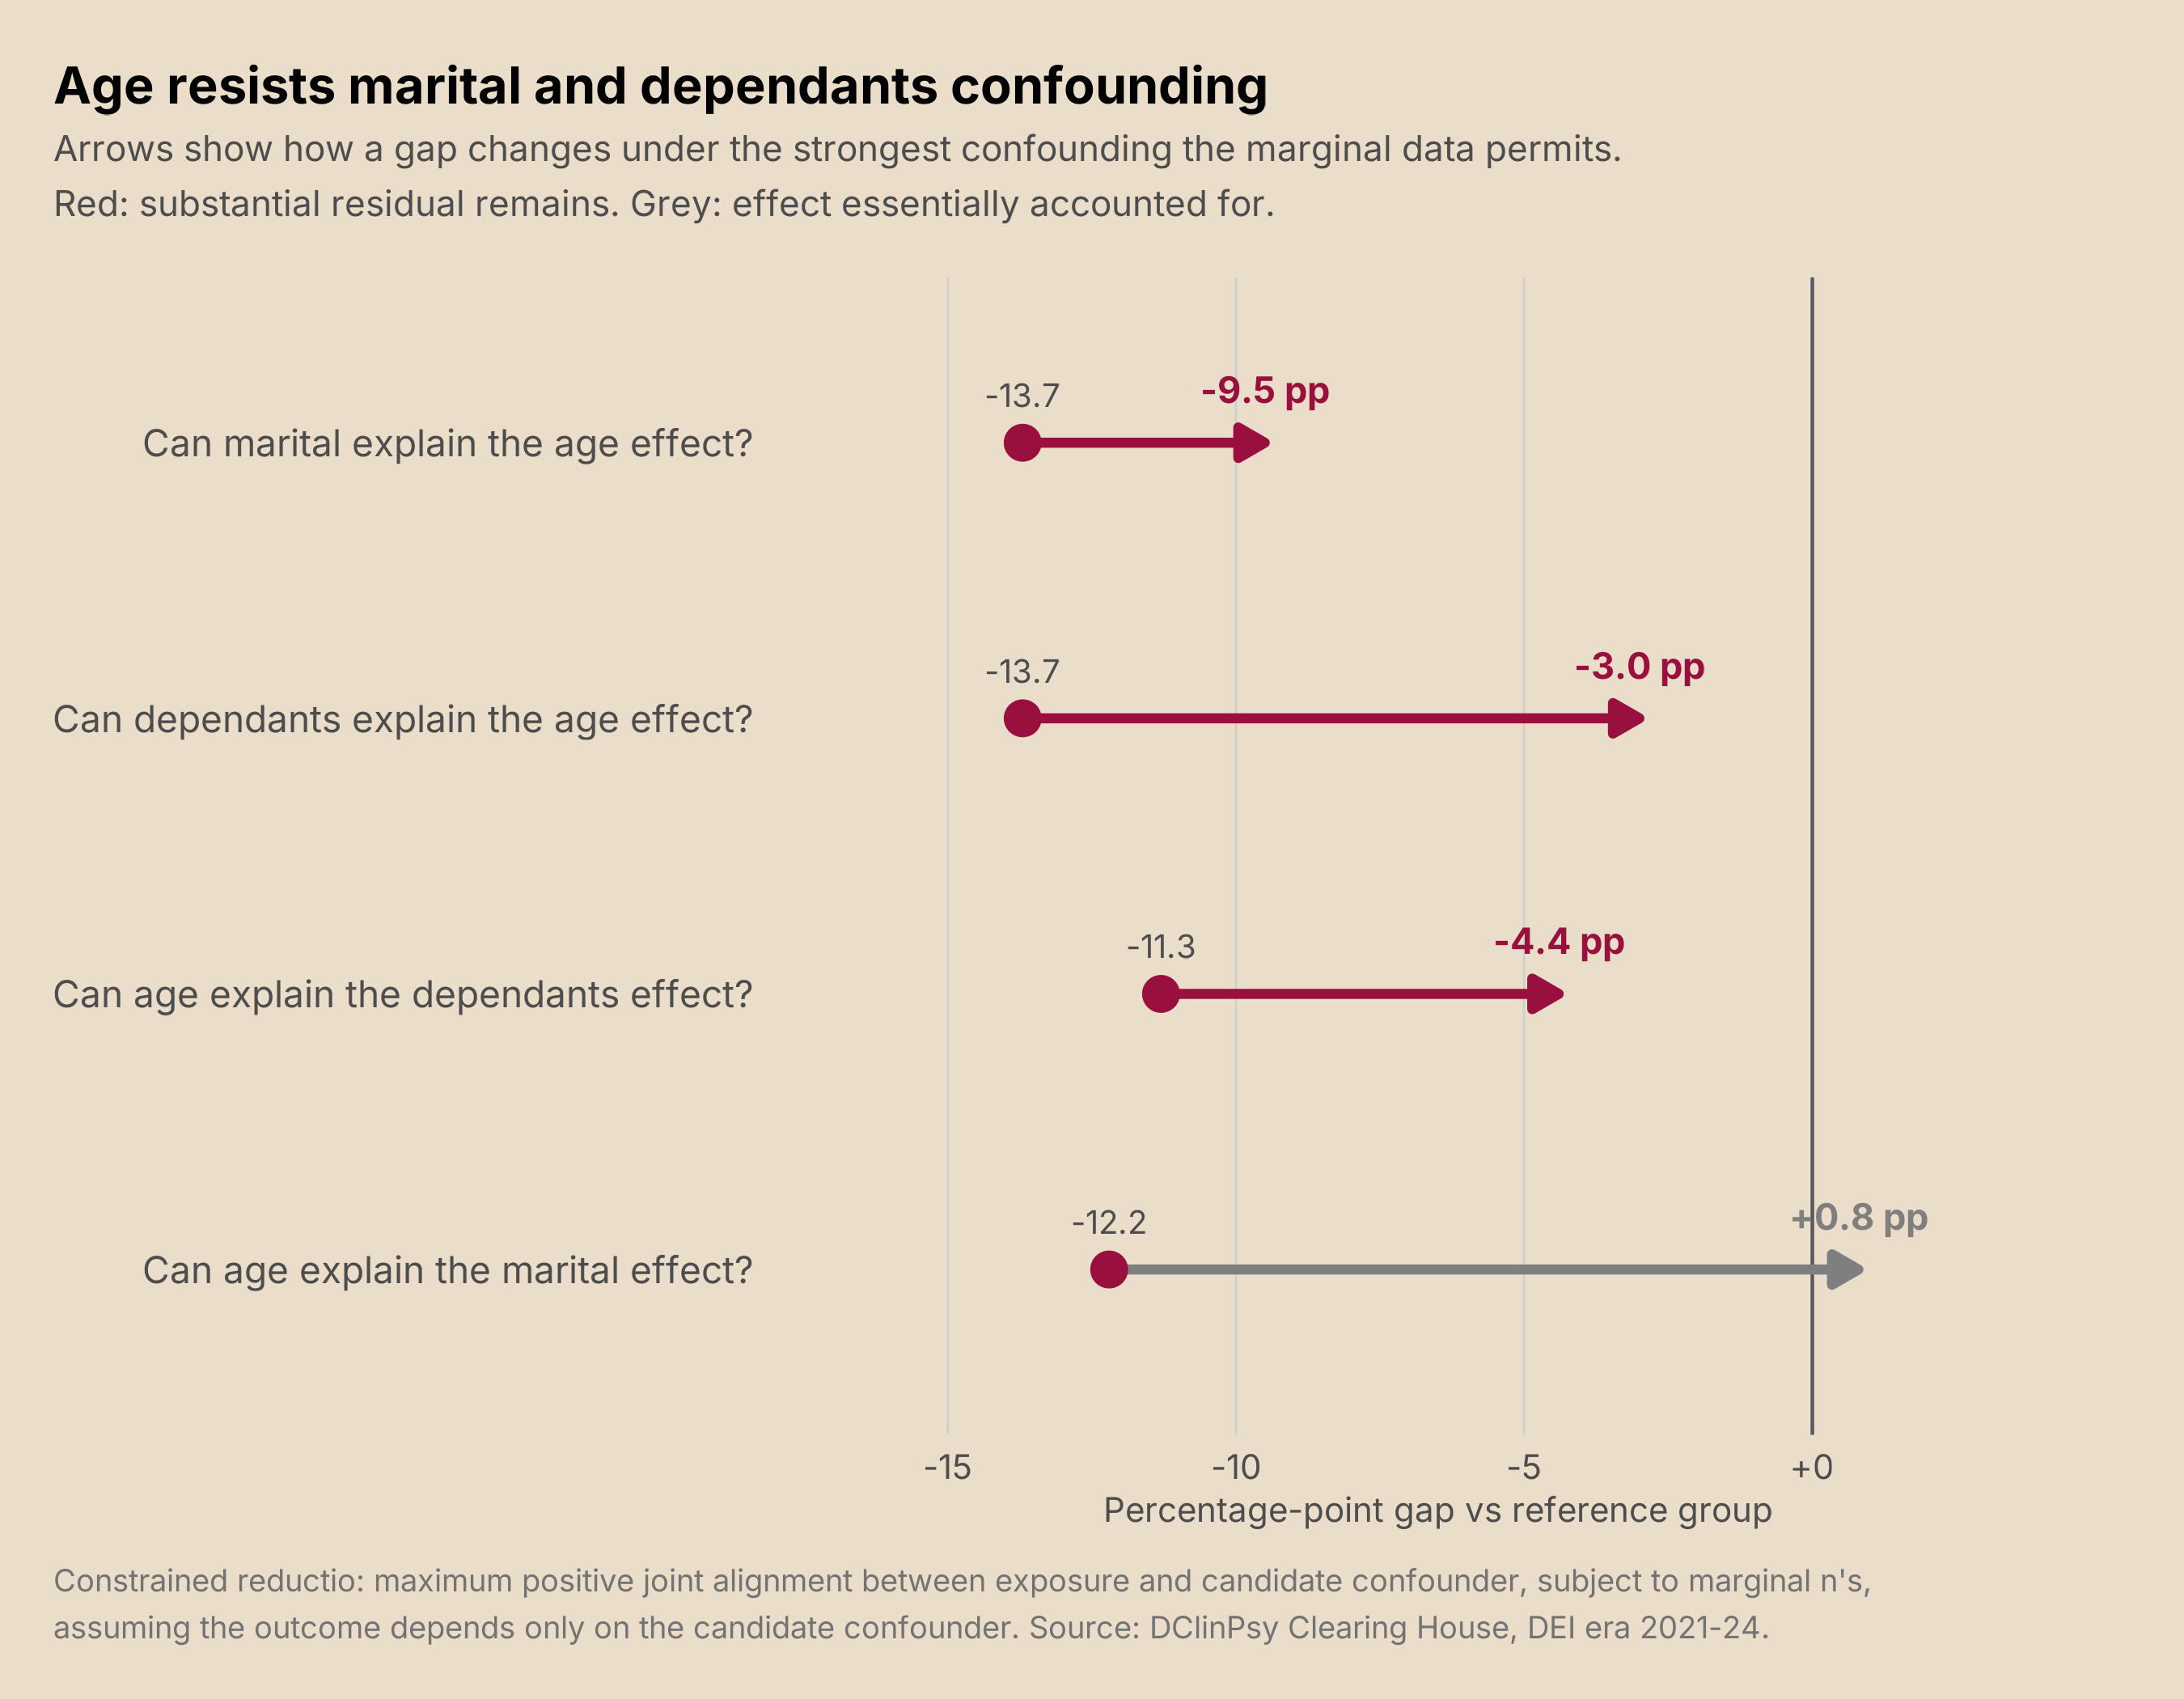 Age resists marital and dependants confounding
Arrows show how a gap changes under the strongest confounding the marginal data permits.
Red: substantial residual remains. Grey: effect essentially accounted for.
-13.7
-9.5 pp
Can marital explain the age effect?
-13.7
-3.0 pp
Can dependants explain the age effect?
-11.3
-4.4 pp
Can age explain the dependants effect?
-12.2
+0.8 pp
Can age explain the marital effect?
-15
-10
-5
+0
Percentage-point gap vs reference group
Constrained reductio: maximum positive joint alignment between exposure and candidate confounder, subject to marginal n's,
assuming the outcome depends only on the candidate confounder. Source: DClinPsy Clearing House, DEI era 2021-24.